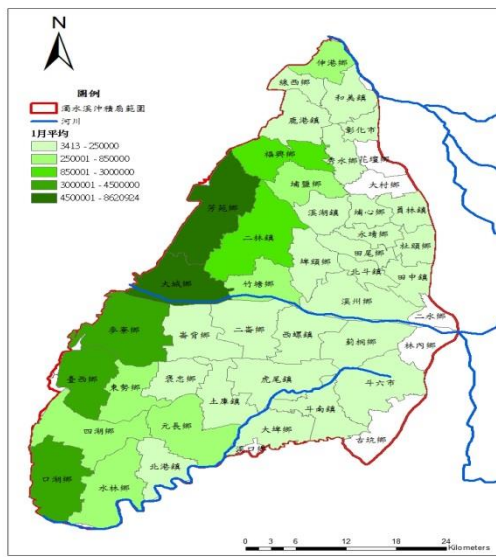 N
圖例
濁水溪沖積扇範圍
河川
1月平均
3413 - 250000
250001 - 850000
850001 - 3000000
3000001 - 4500000
4500001 - 8620924
伸港鄉
線西鄉
和美鎮
鹿港鎮
彰化市
福興鄉
秀水鄉
花壇鄉
大村鄉
芳苑鄉
埔鹽鄉
溪湖鎮
埔心鄉
員林鎮
永靖鄉
社頭鄉
二林鎮
埤頭鄉
田尾鄉
北斗鎮
田中鎮
大城鄉
竹塘鄉
溪州鄉
二水鄉
麥寮鄉
崙背鄉
二崙鄉
西螺鎮
莿桐鄉
林內鄉
臺西鄉
東勢鄉
褒忠鄉
虎尾鎮
斗六市
土庫鎮
斗南鎮
四湖鄉
元長鄉
大埤鄉
古坑鄉
口湖鄉
水林鄉
北港鎮
0 3 6 12 18 24
Kilometers